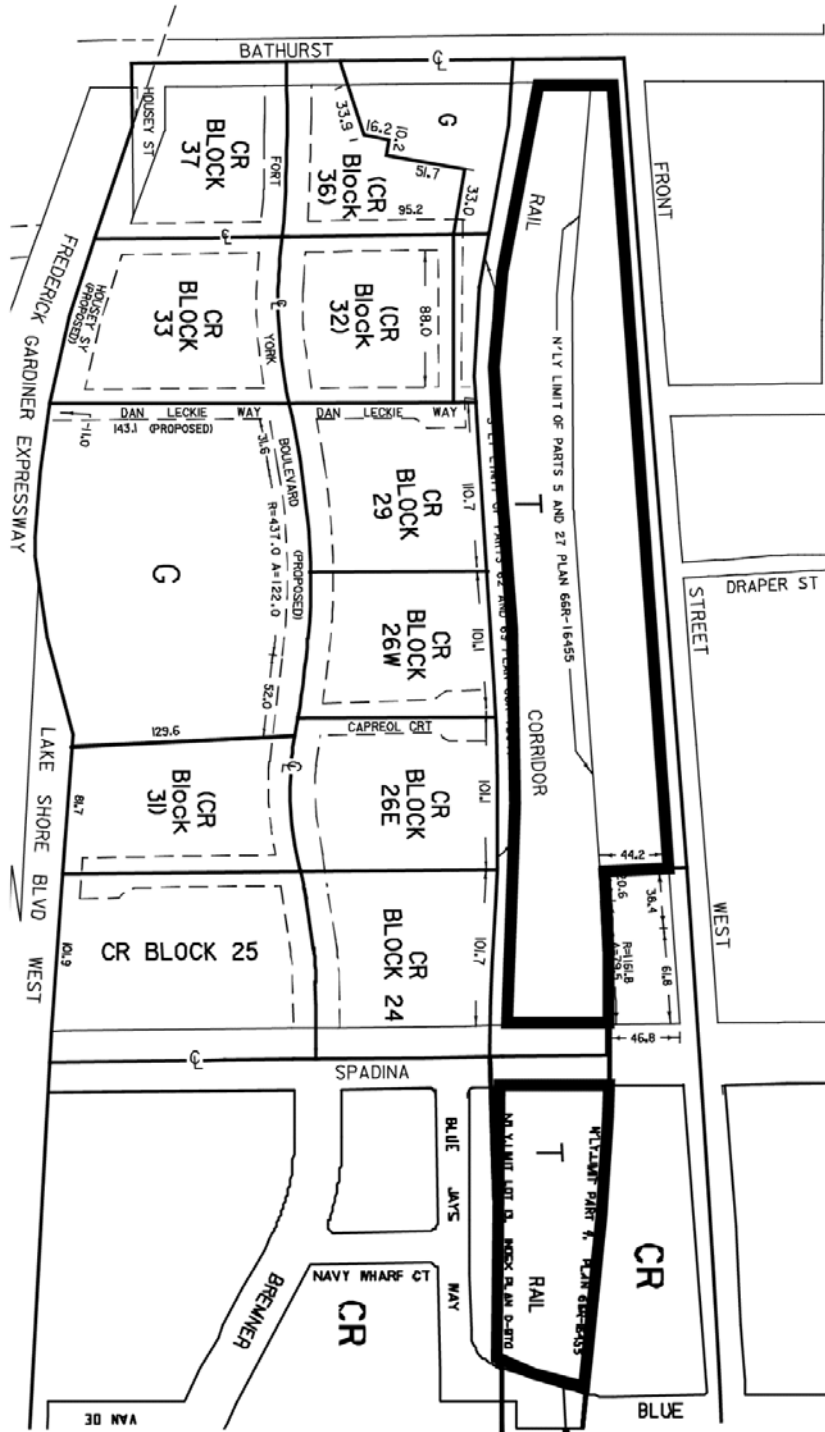 BATHURST
C̵L
HOUSEY ST
CR
BLOCK
37
FORT
33.9
16.2
10.2
G
51.7
33.0
(CR
Block
36)
95.2
RAIL
FRONT
FREDERICK GARDINER EXPRESSWAY
HOUSEY SY
(PROPOSED)
CR
BLOCK
33
YORK
(CR
Block
32)
88.0
N'LY LIMIT OF PARTS 5 AND 27 PLAN 66R-16455
DAN LECKIE WAY
143.1 (PROPOSED)
DAN LECKIE WAY
11.0
31.6
BOULEVARD
(PROPOSED)
R=437.0 A=122.0
CR
BLOCK
29
110.7
T
DRAPER ST
STREET
G
CR
BLOCK
26W
101.1
52.0
129.6
CAPREOL CRT
CORRIDOR
LAKE SHORE BLVD WEST
81.7
(CR
Block
31)
CR
BLOCK
26E
101.1
44.2
20.6
38.4
WEST
101.9
CR BLOCK 25
CR
BLOCK 24
101.7
R=1161.8
A=79.5
61.8
46.8
SPADINA
BLUE JAYS WAY
T
RAIL
N'LY LIMIT PART
CR
NAVY WHARF CT
CR
BREMNER
VAN DE
BLUE